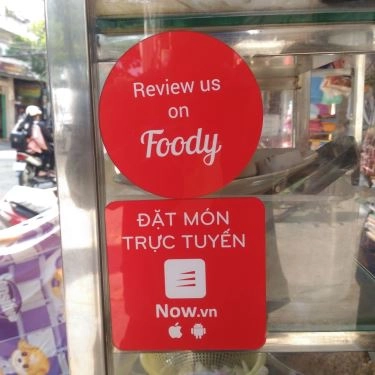 Review us
on
Foody
ĐẶT MÓN
TRỰC TUYẾN
Now.vn